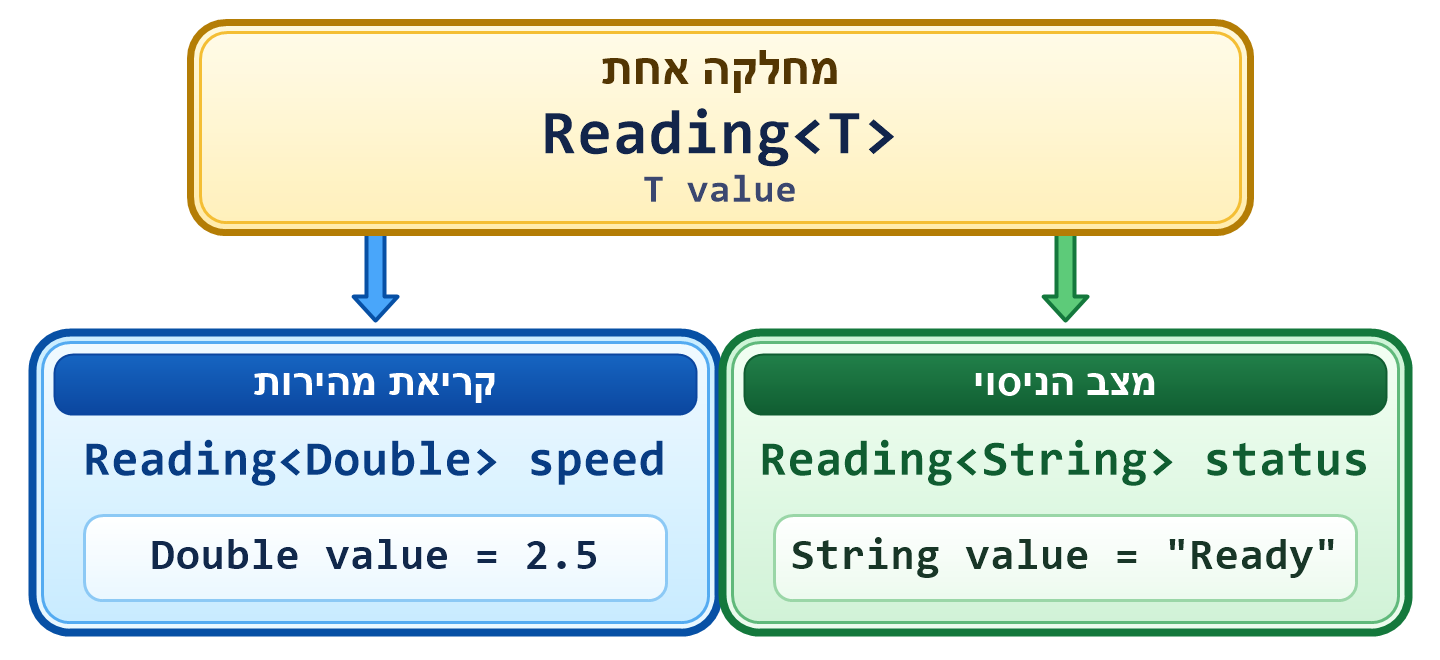 מחלקה אחת
Reading<T>
T value
קריאת מהירות
Reading<Double> speed
Double value = 2.5
מצב הניסוי
Reading<String> status
String value = "Ready"